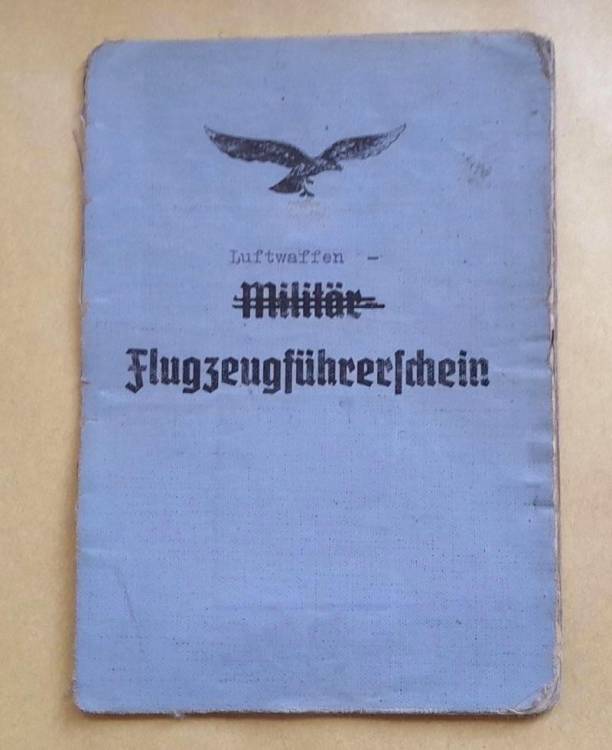 Luftwaffen -
Militär-
Flugzeugführerschein